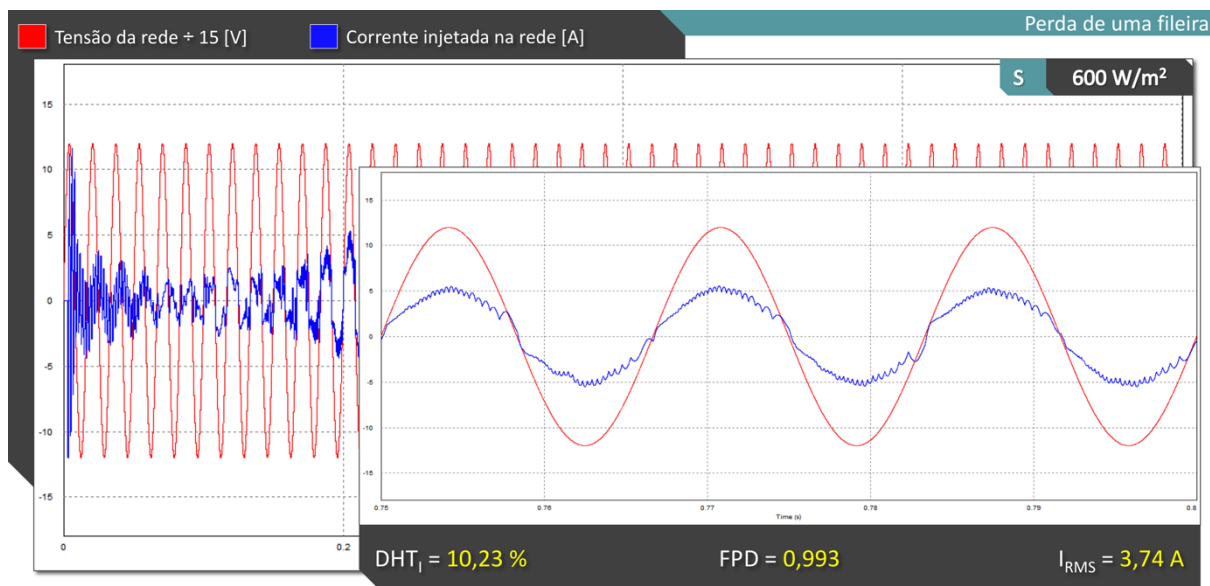 Perda de uma fileira
Tensão da rede ÷ 15 [V]
Corrente injetada na rede [A]
S
600 W/m²
15
10
5
0
-5
-10
-15
0
0.2
15
10
5
0
-5
-10
-15
0.75
0.76
0.77
0.78
0.79
0.8
Time (s)
DHTI = 10,23 %
FPD = 0,993
IRMS = 3,74 A